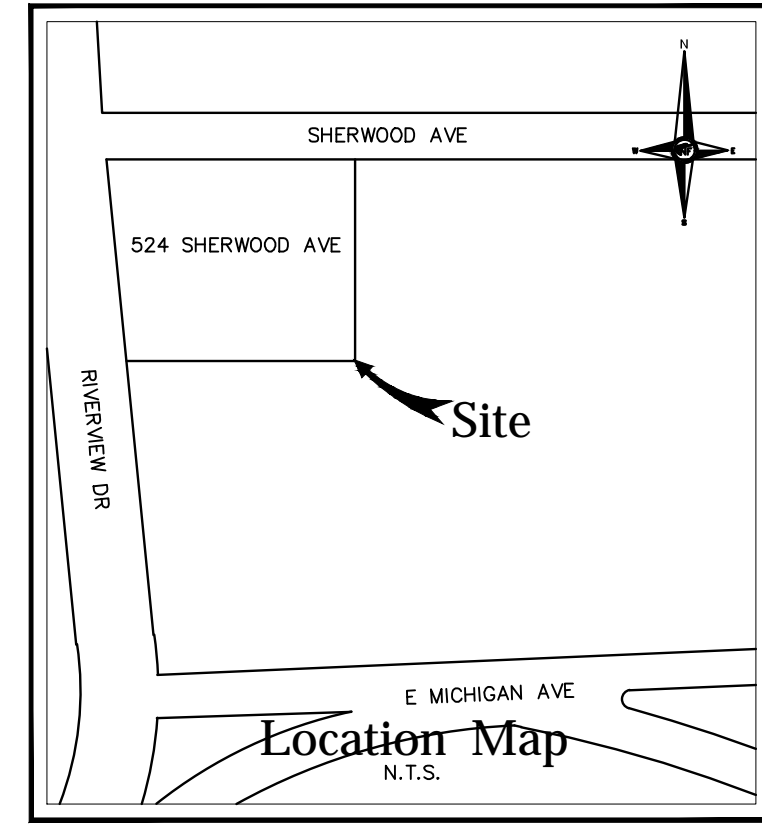 N
SHERWOOD AVE
W
E
S
524 SHERWOOD AVE
RIVERVIEW DR
Site
E MICHIGAN AVE
Location Map
N.T.S.